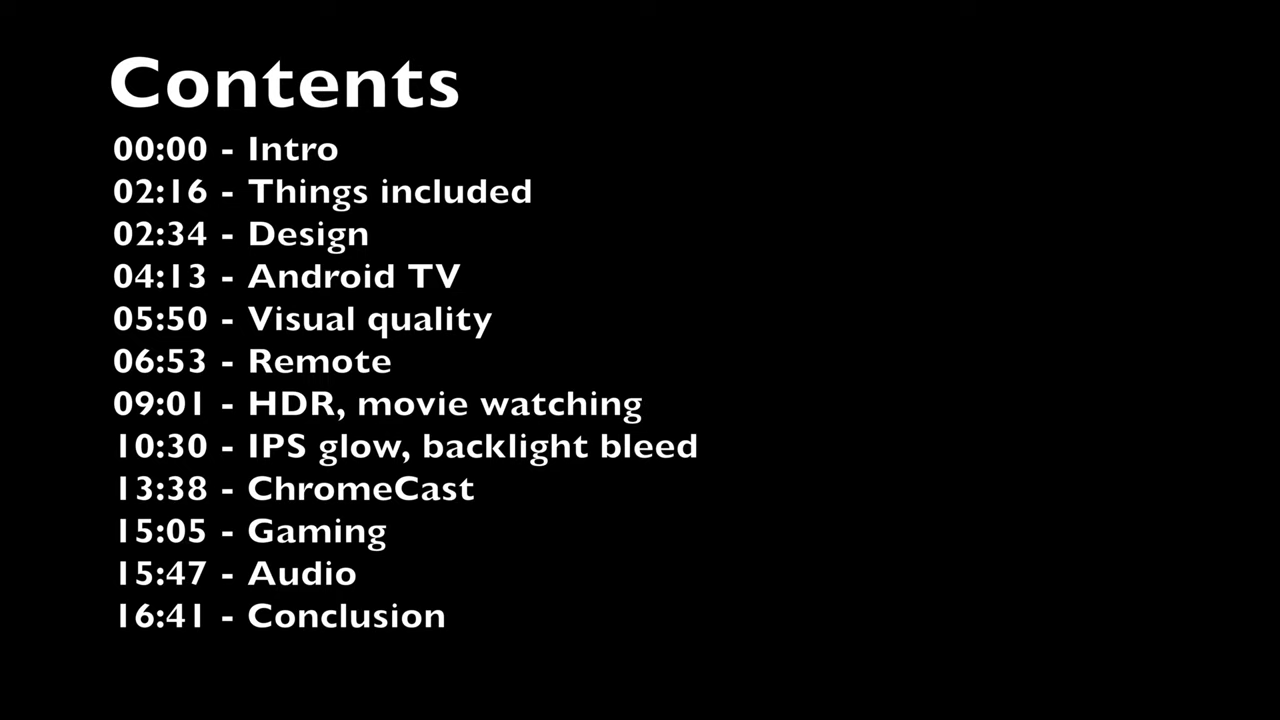 Contents
00:00 - Intro
02:16 - Things included
02:34 - Design
04:13 - Android TV
05:50 - Visual quality
06:53 - Remote
09:01 - HDR, movie watching
10:30 - IPS glow, backlight bleed
13:38 - ChromeCast
15:05 - Gaming
15:47 - Audio
16:41 - Conclusion